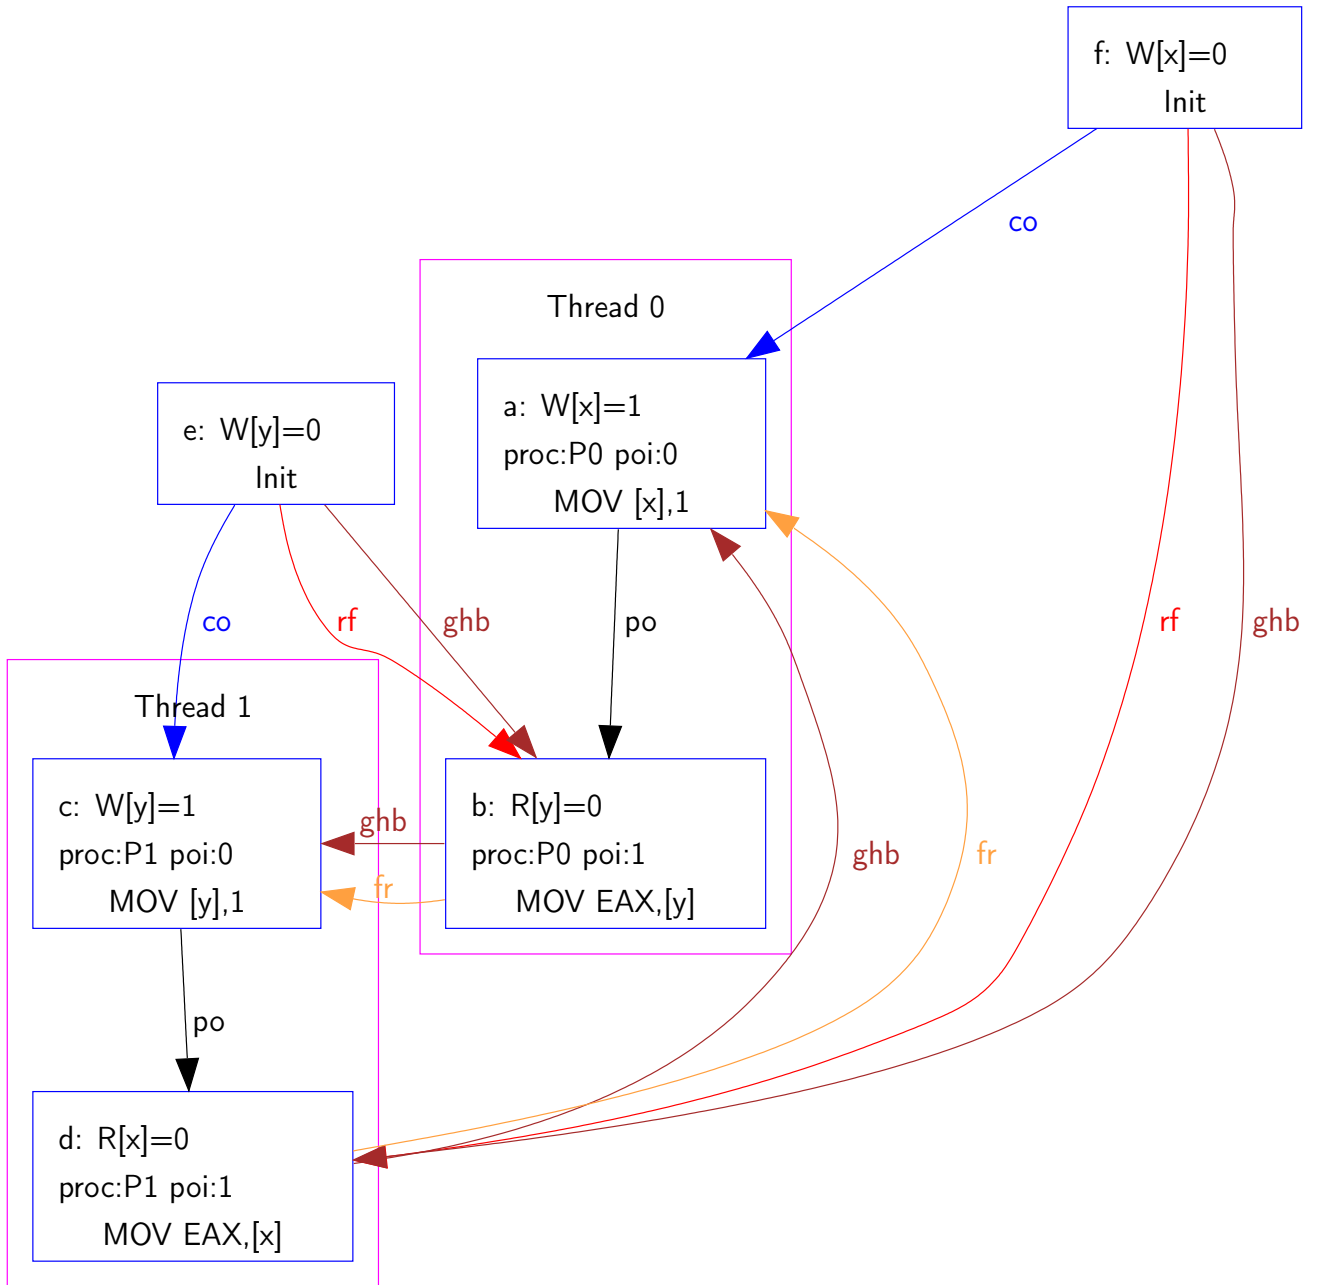 f: W[x]=0
Init
co
Thread 0
a: W[x]=1
proc:P0 poi:0
MOV [x],1
e: W[y]=0
Init
co
rf
ghb
po
rf
ghb
Thread 1
c: W[y]=1
proc:P1 poi:0
MOV [y],1
ghb
fr
b: R[y]=0
proc:P0 poi:1
MOV EAX,[y]
ghb
fr
po
d: R[x]=0
proc:P1 poi:1
MOV EAX,[x]